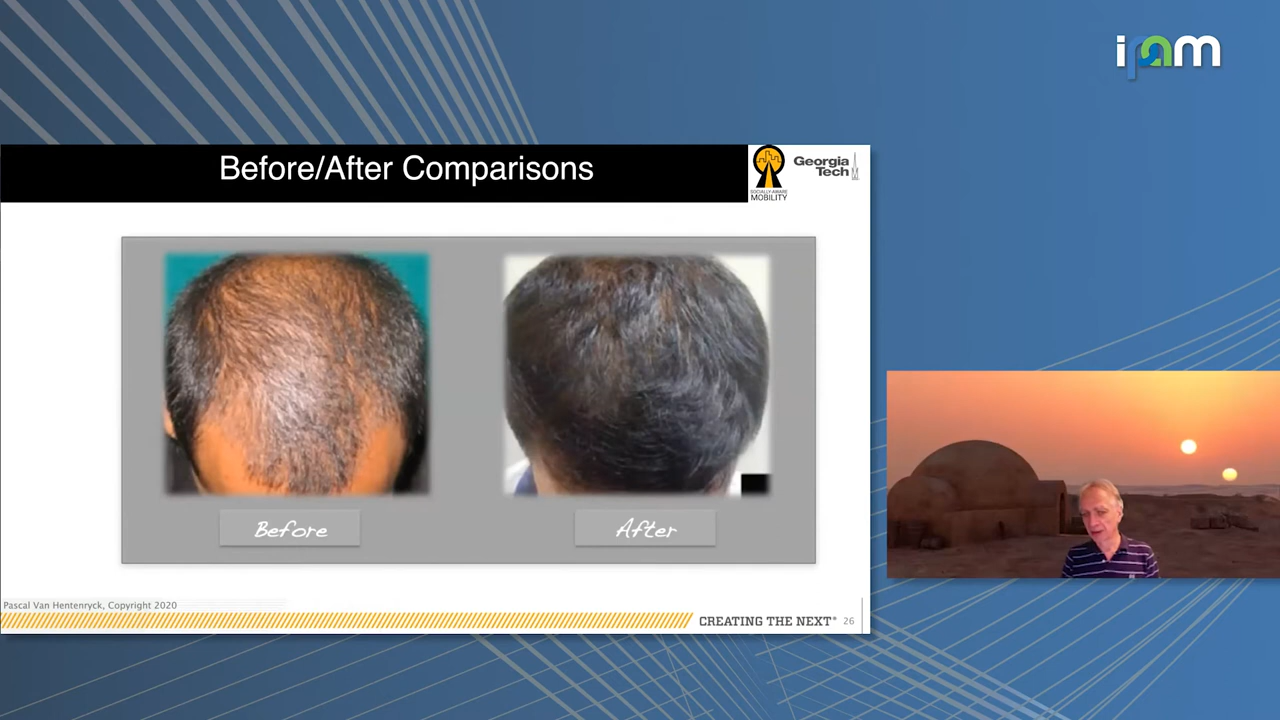 ipam
Before/After Comparisons
SOCIALLY-AWARE
MOBILITY
Georgia
Tech
Before
After
Pascal Van Hentenryck, Copyright 2020
CREATING THE NEXT®
26